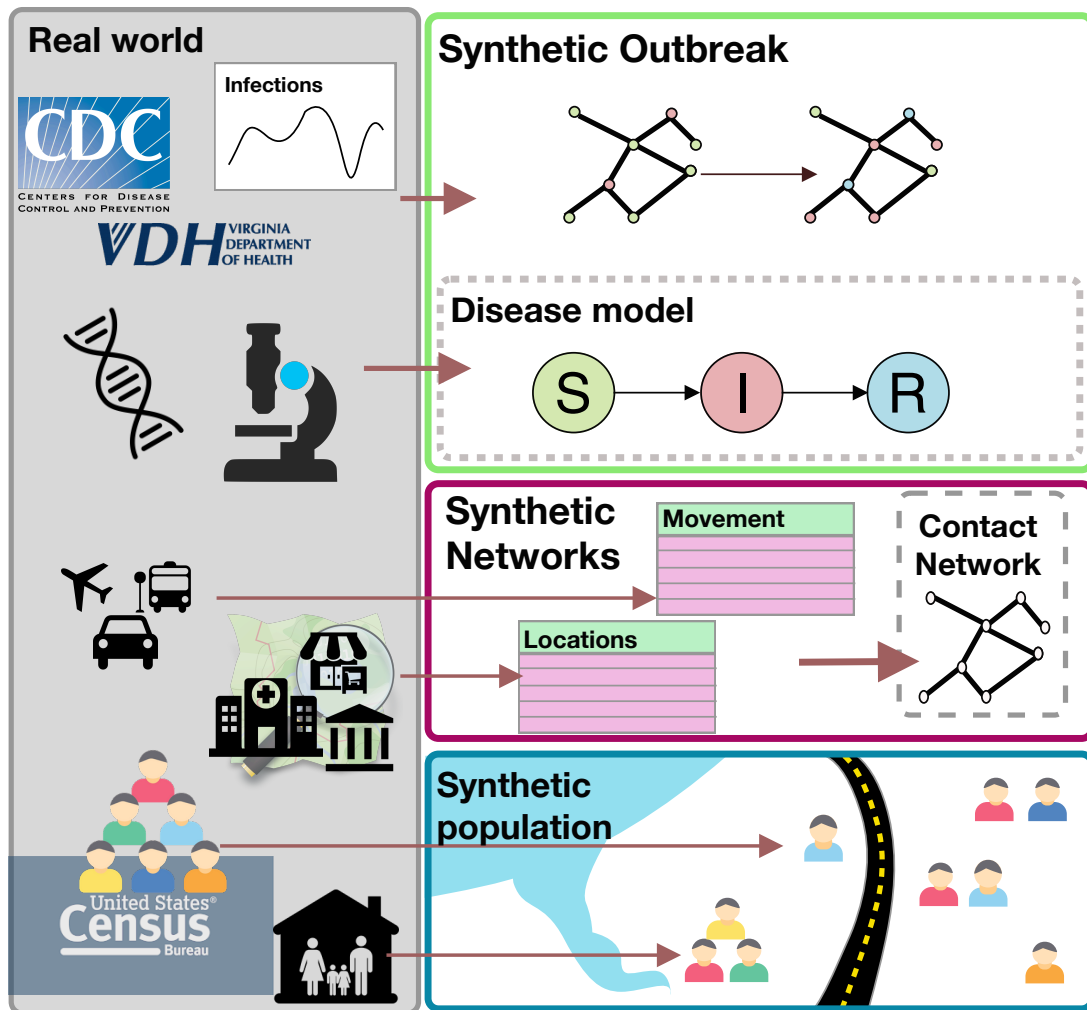 Real world
Infections
CDC
CENTERS FOR DISEASE
CONTROL AND PREVENTION
VDH VIRGINIA
DEPARTMENT
OF HEALTH
United States®
Census
Bureau
Synthetic Outbreak
Disease model
S I R
Synthetic
Networks
Movement
Locations
Contact
Network
Synthetic
population